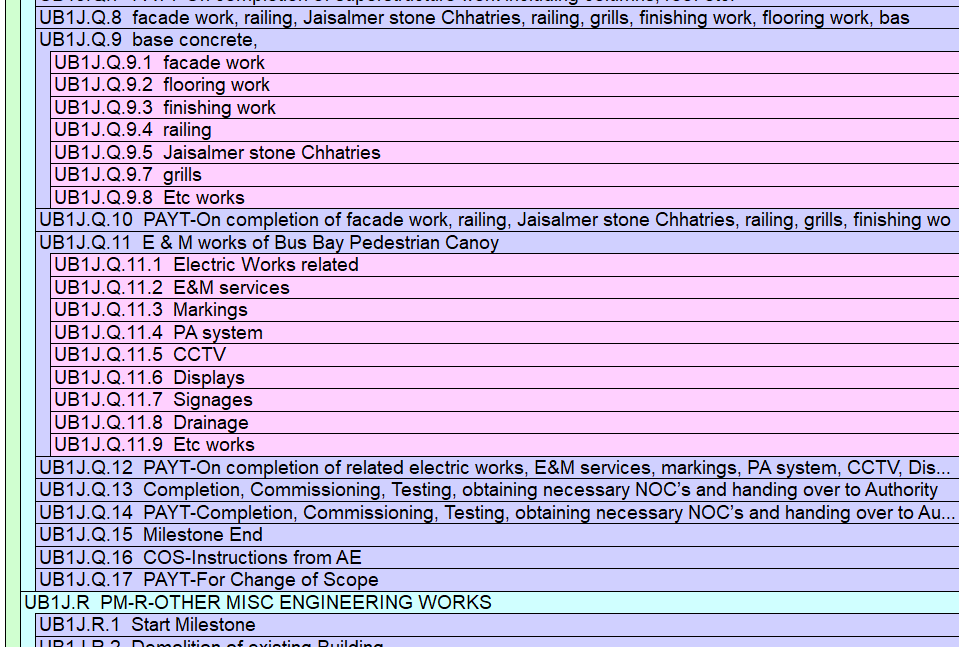 UB1J.Q.8 facade work, railing, Jaisalmer stone Chhatries, railing, grills, finishing work, flooring work, bas
UB1J.Q.9 base concrete,
UB1J.Q.9.1 facade work
UB1J.Q.9.2 flooring work
UB1J.Q.9.3 finishing work
UB1J.Q.9.4 railing
UB1J.Q.9.5 Jaisalmer stone Chhatries
UB1J.Q.9.7 grills
UB1J.Q.9.8 Etc works
UB1J.Q.10 PAYT-On completion of facade work, railing, Jaisalmer stone Chhatries, railing, grills, finishing wo
UB1J.Q.11 E & M works of Bus Bay Pedestrian Canoy
UB1J.Q.11.1 Electric Works related
UB1J.Q.11.2 E&M services
UB1J.Q.11.3 Markings
UB1J.Q.11.4 PA system
UB1J.Q.11.5 CCTV
UB1J.Q.11.6 Displays
UB1J.Q.11.7 Signages
UB1J.Q.11.8 Drainage
UB1J.Q.11.9 Etc works
UB1J.Q.12 PAYT-On completion of related electric works, E&M services, markings, PA system, CCTV, Dis...
UB1J.Q.13 Completion, Commissioning, Testing, obtaining necessary NOC’s and handing over to Authority
UB1J.Q.14 PAYT-Completion, Commissioning, Testing, obtaining necessary NOC’s and handing over to Au...
UB1J.Q.15 Milestone End
UB1J.Q.16 COS-Instructions from AE
UB1J.Q.17 PAYT-For Change of Scope
UB1J.R PM-R-OTHER MISC ENGINEERING WORKS
UB1J.R.1 Start Milestone
UB1J.R.2 Demolition of existing Building